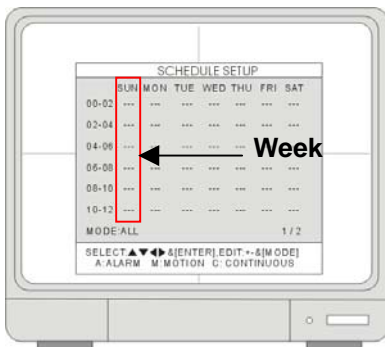 SCHEDULE SETUP
SUN MON TUE WED THU FRI SAT
00-02 --- --- --- --- --- --- ---
02-04 --- --- --- --- --- --- ---
04-06 --- --- --- --- --- --- ---
Week
06-08 --- --- --- --- --- --- ---
08-10 --- --- --- --- --- --- ---
10-12 --- --- --- --- --- --- ---
MODE:ALL 1 / 2
SELECT▲▼◀▶&[ENTER],EDIT:+-&[MODE]
A:ALARM M:MOTION C: CONTINUOUS